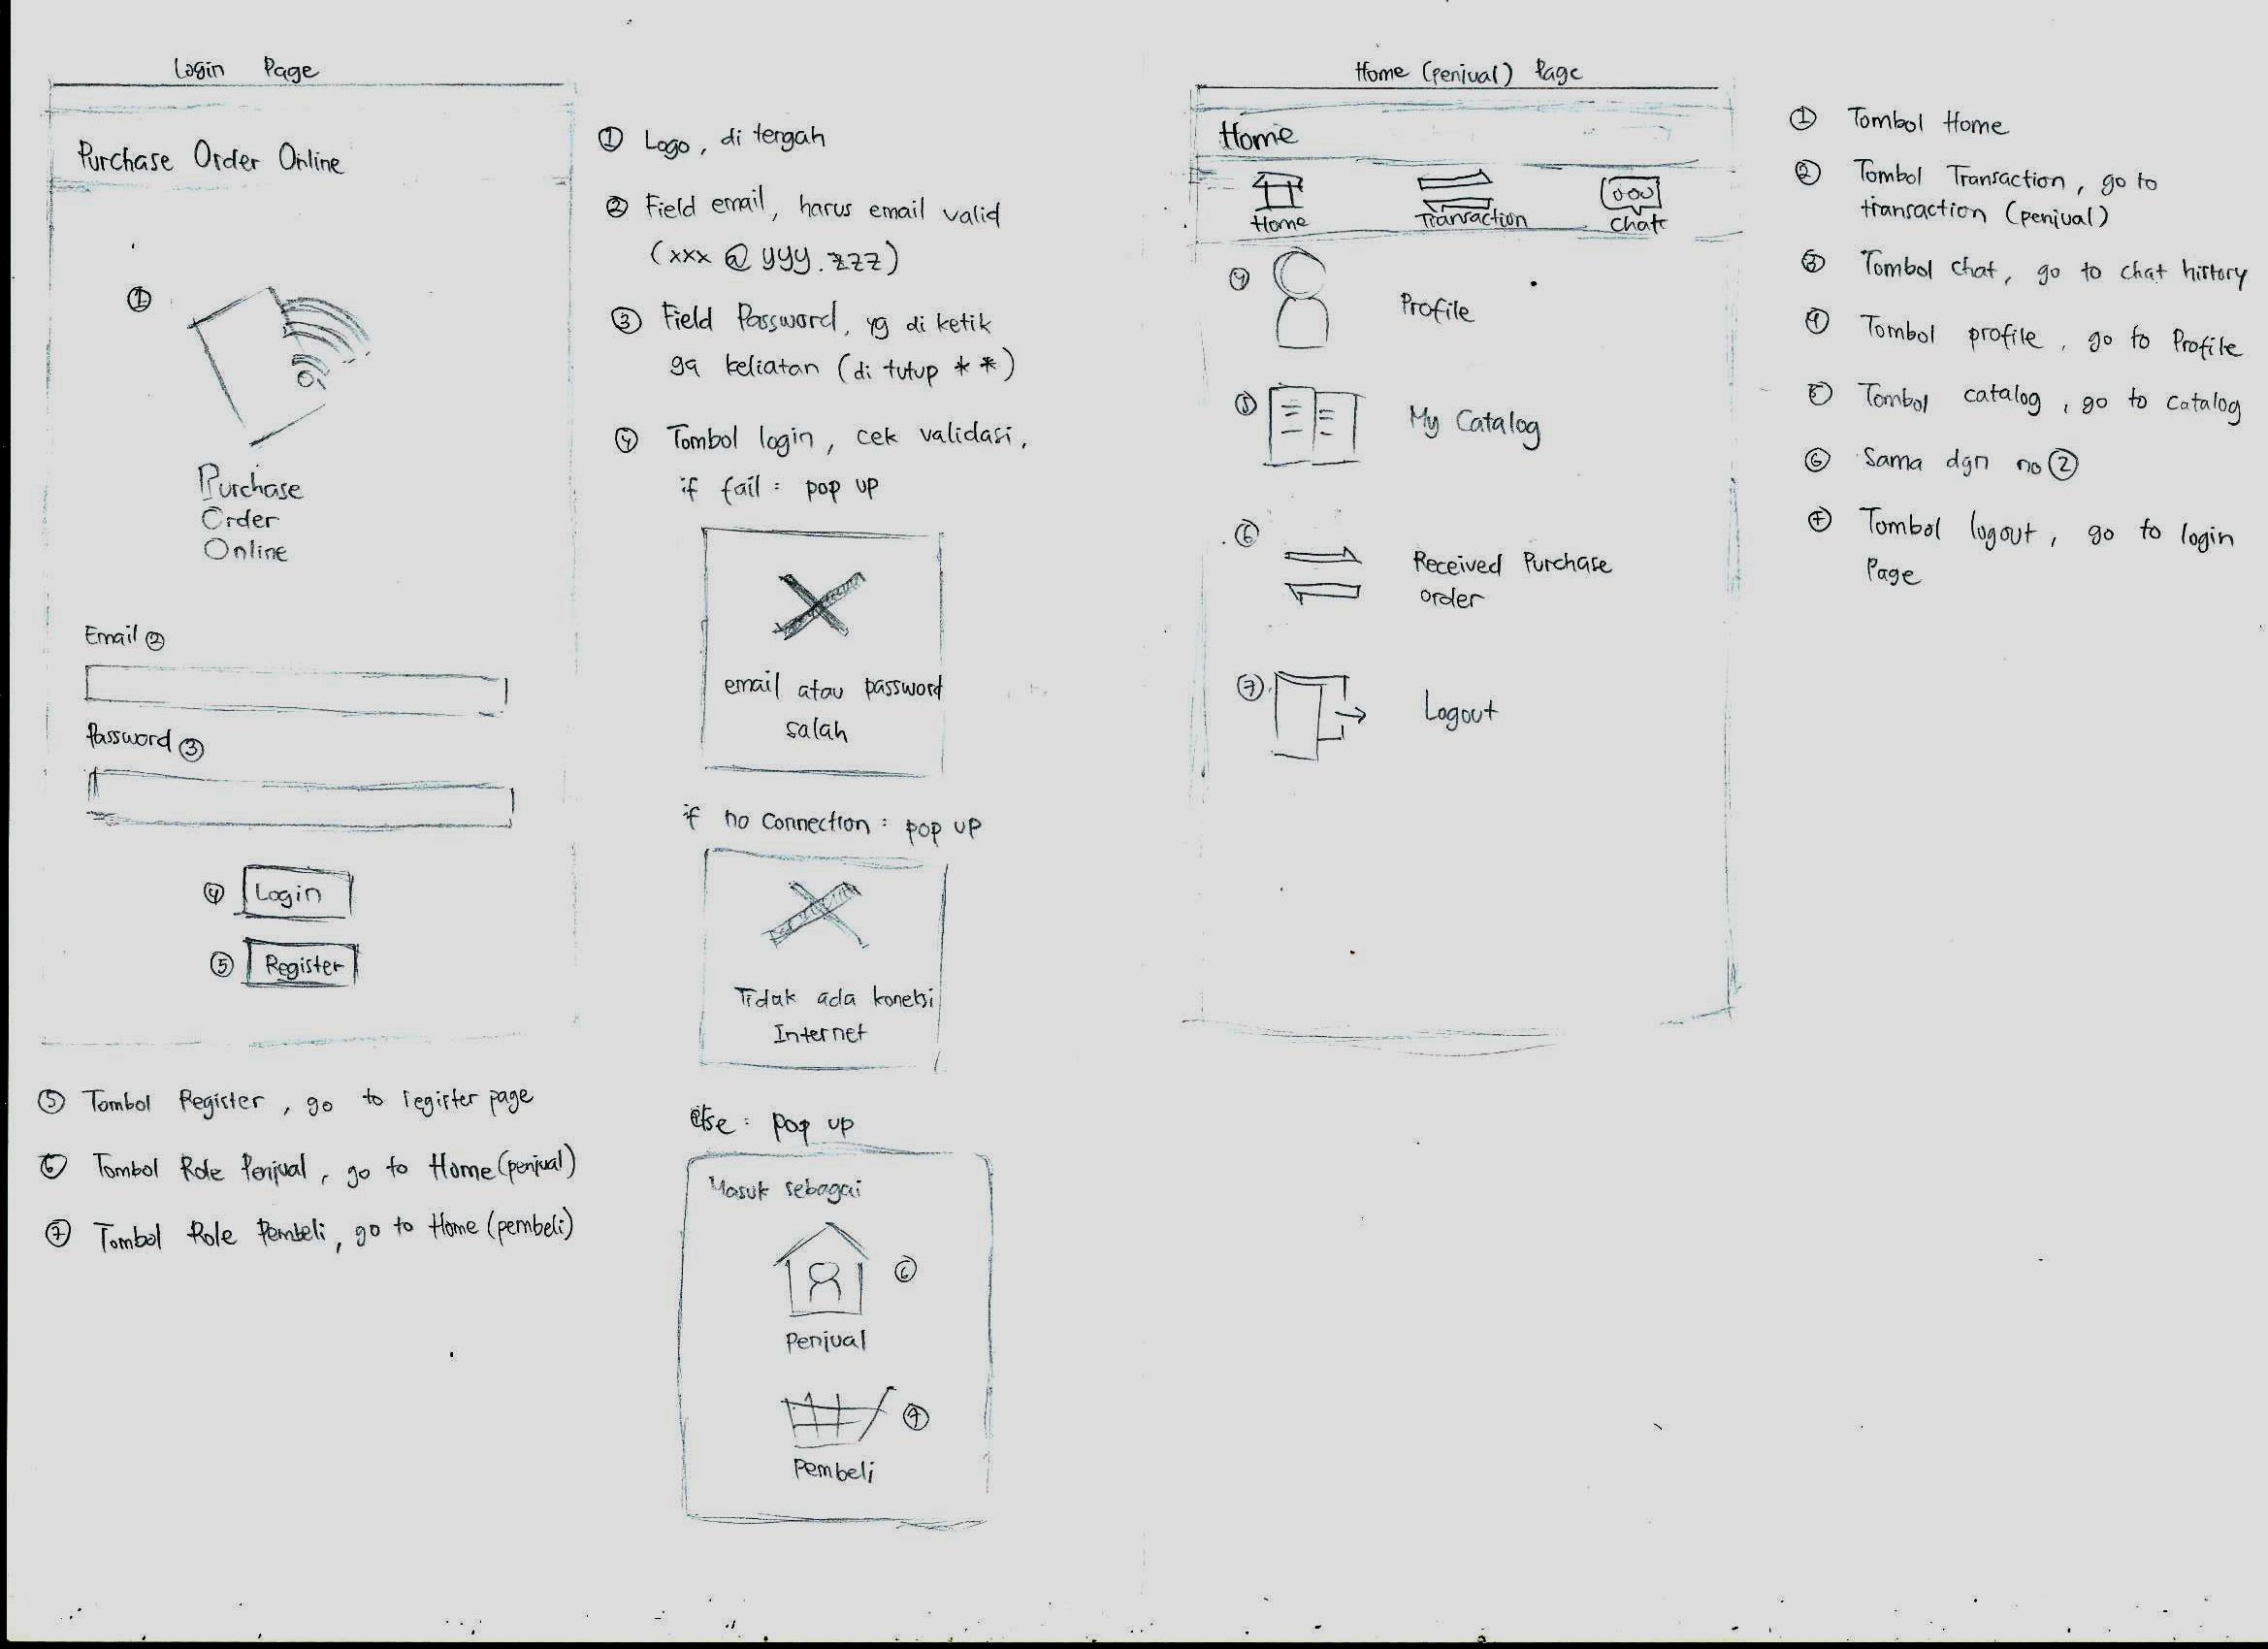 Login Page
Purchase Order Online
①
Purchase
Order
Online
Email ②
Password ③
④ Login
⑤ Register
⑤ Tombol Register, go to register page
⑥ Tombol Role Penjual, go to Home (penjual)
⑦ Tombol Role Pembeli, go to Home (pembeli)
① Logo, di tengah
② Field email, harus email valid
(xxx @ yyy.zzz)
③ Field Password, yg di ketik
ga keliatan (di tutup * *)
④ Tombol login, cek validasi,
if fail : pop up
email atau password
salah
if no connection : pop up
Tidak ada koneksi
Internet
else : pop up
Masuk sebagai
⑥
Penjual
⑦
Pembeli
Home (penjual) Page
Home
Home Transaction Chat
④ Profile
⑤ My Catalog
⑥ Received Purchase
order
⑦ Logout
① Tombol Home
② Tombol Transaction, go to
transaction (penjual)
③ Tombol chat, go to chat history
④ Tombol profile, go to Profile
⑤ Tombol catalog, go to catalog
⑥ Sama dgn no ②
⑦ Tombol logout, go to login
Page